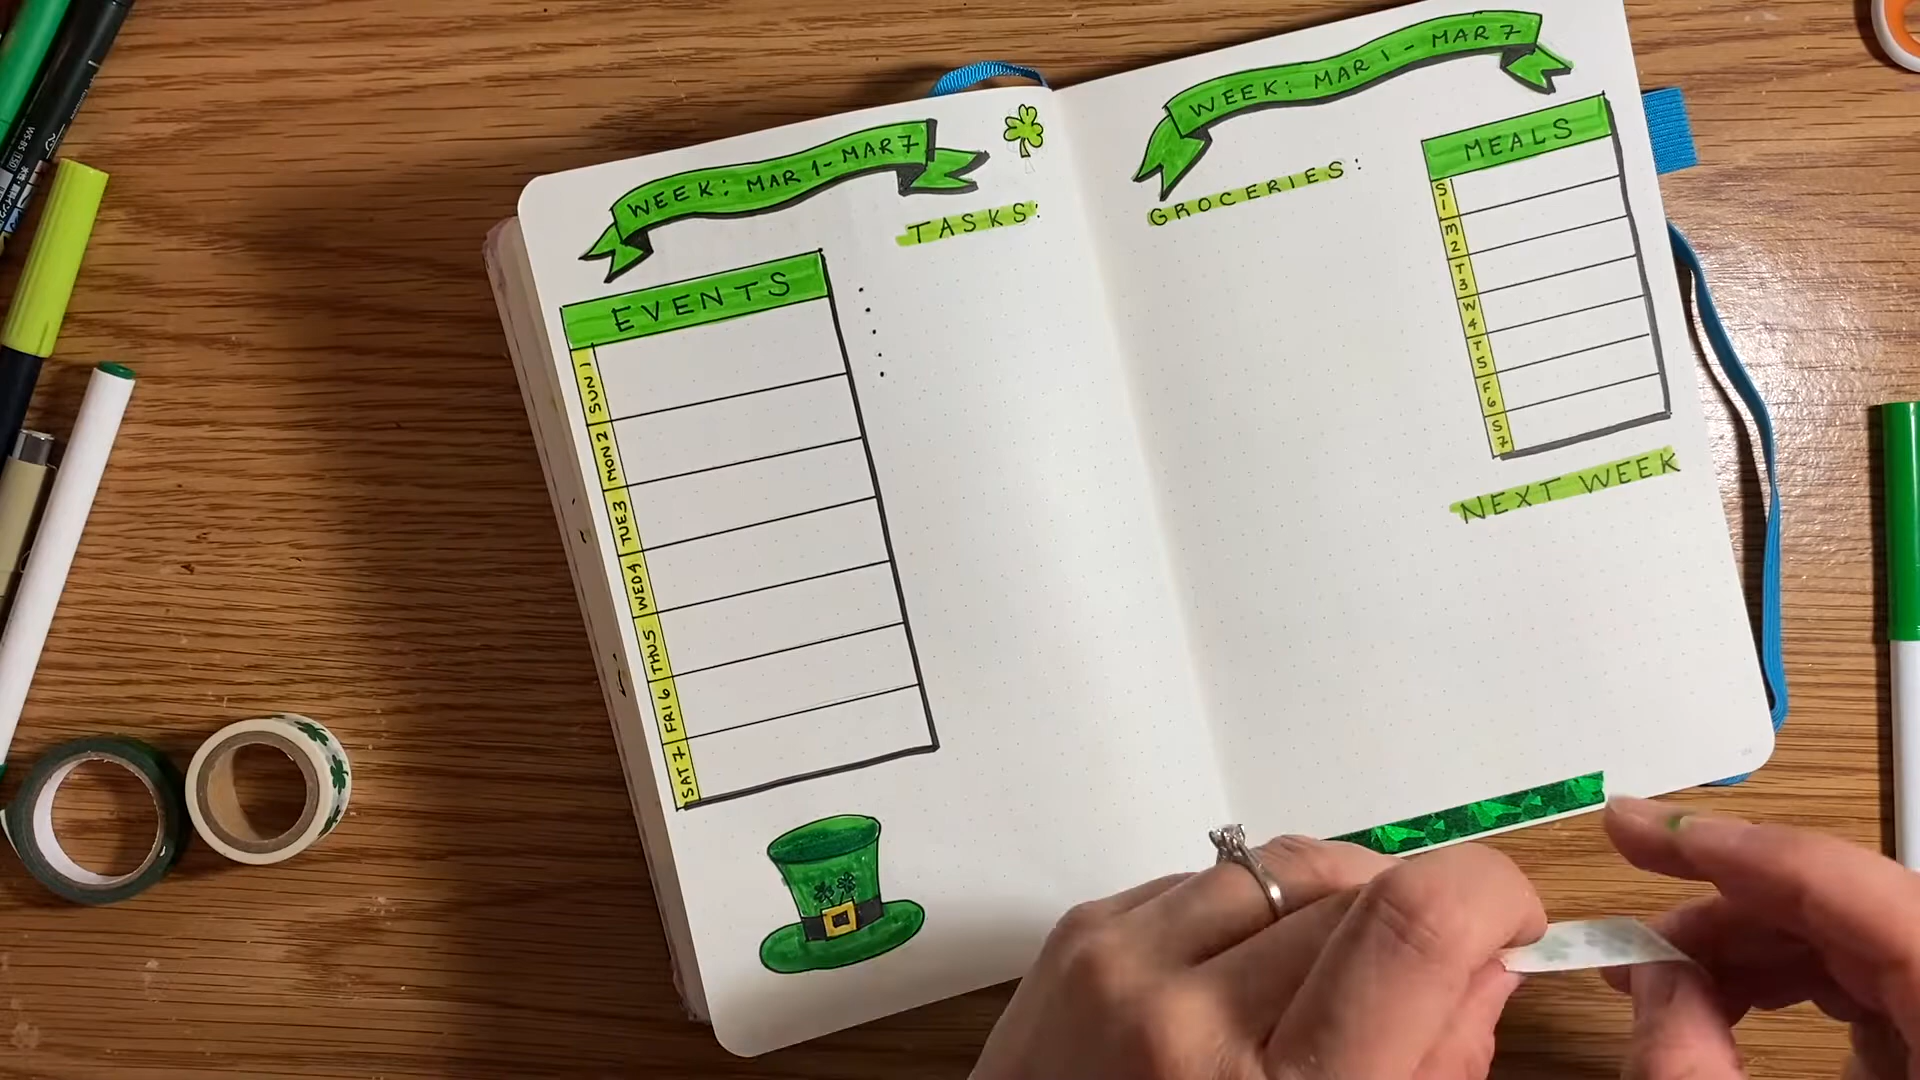 WEEK: MAR 1 - MAR 7
TASKS:
EVENTS
SUN 1
MON 2
TUE 3
WED 4
THU 5
FRI 6
SAT 7
WEEK: MAR 1 - MAR 7
GROCERIES:
MEALS
S 1
M 2
T 3
W 4
T 5
F 6
S 7
NEXT WEEK